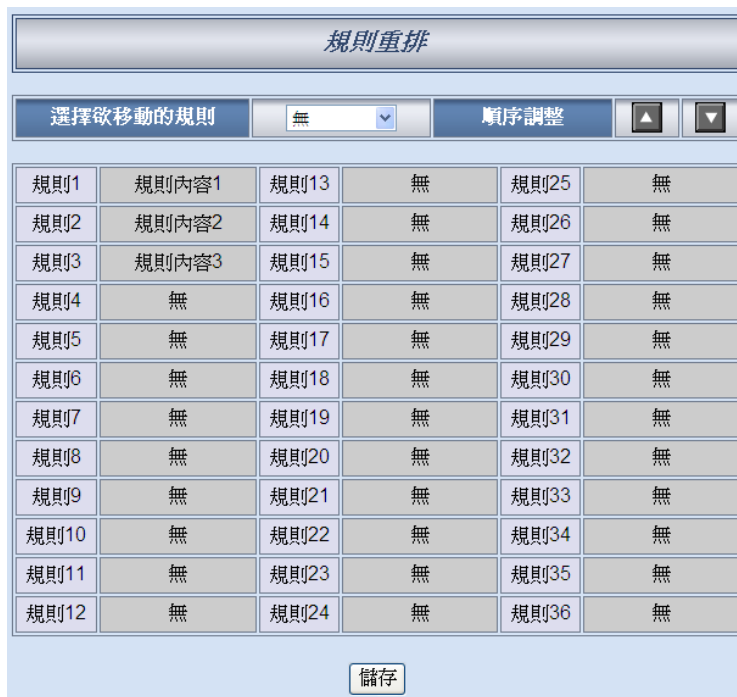 規則重排
選擇欲移動的規則 無 順序調整 ▲ ▼
規則1 規則內容1 規則13 無 規則25 無
規則2 規則內容2 規則14 無 規則26 無
規則3 規則內容3 規則15 無 規則27 無
規則4 無 規則16 無 規則28 無
規則5 無 規則17 無 規則29 無
規則6 無 規則18 無 規則30 無
規則7 無 規則19 無 規則31 無
規則8 無 規則20 無 規則32 無
規則9 無 規則21 無 規則33 無
規則10 無 規則22 無 規則34 無
規則11 無 規則23 無 規則35 無
規則12 無 規則24 無 規則36 無
儲存